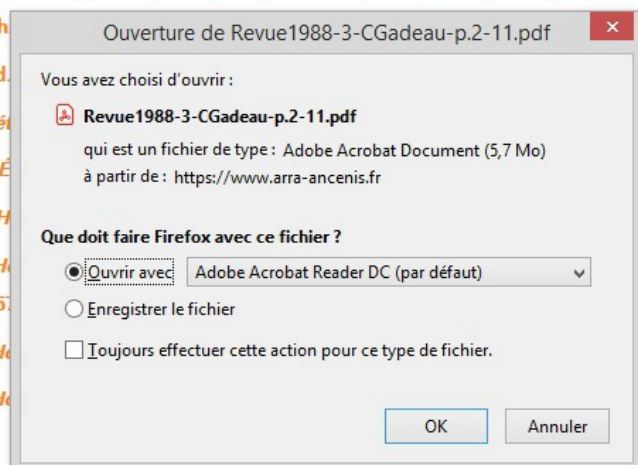 Ouverture de Revue1988-3-CGadeau-p.2-11.pdf
Vous avez choisi d'ouvrir :
Revue1988-3-CGadeau-p.2-11.pdf
qui est un fichier de type : Adobe Acrobat Document (5,7 Mo)
à partir de : https://www.arra-ancenis.fr
Que doit faire Firefox avec ce fichier ?
Ouvrir avec Adobe Acrobat Reader DC (par défaut)
Enregistrer le fichier
Toujours effectuer cette action pour ce type de fichier.
OK Annuler